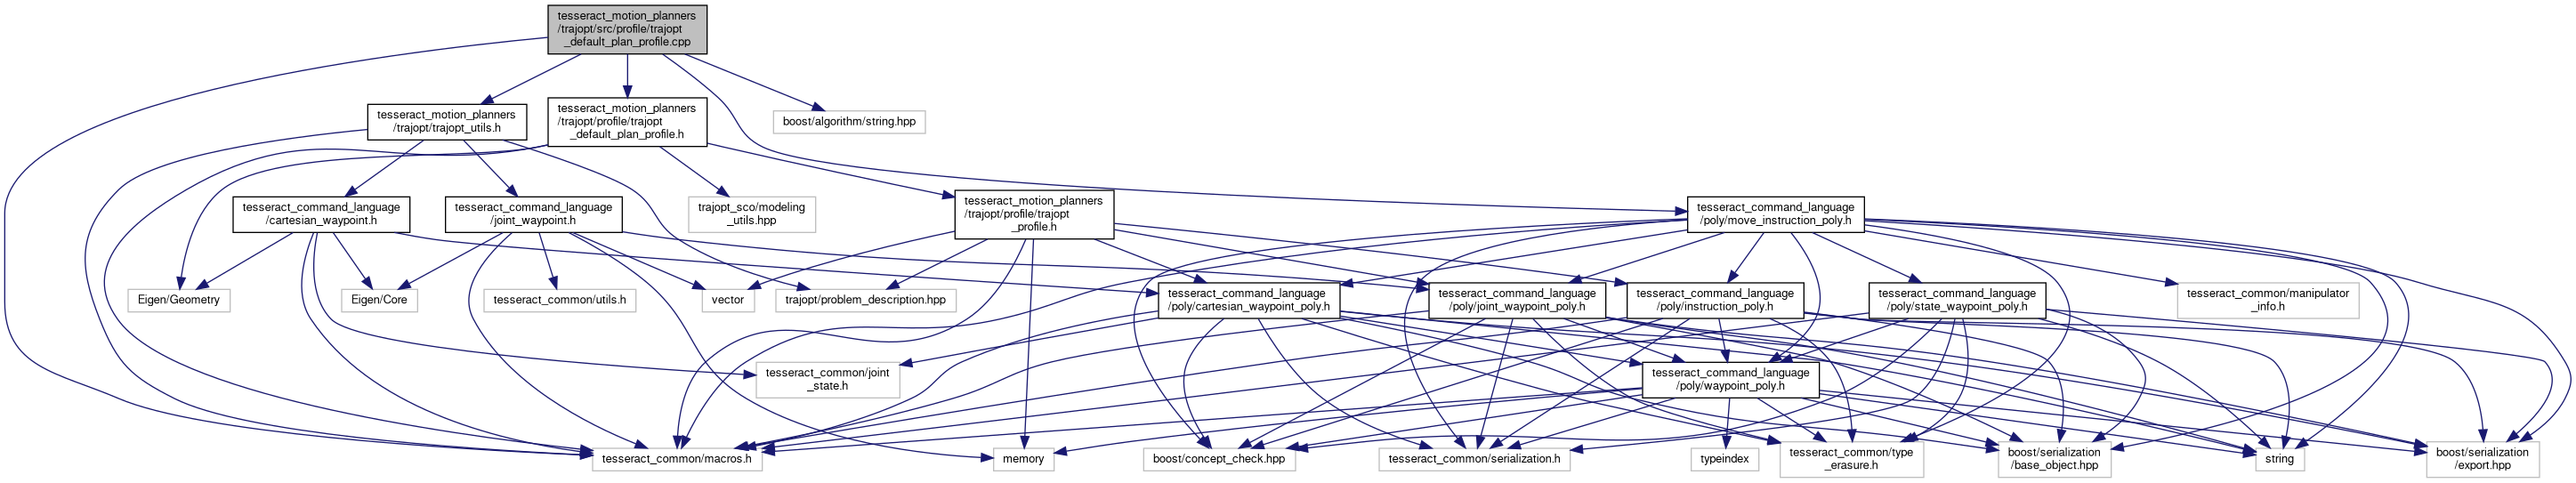 tesseract_motion_planners
/trajopt/src/profile/trajopt
_default_plan_profile.cpp
tesseract_motion_planners
/trajopt/trajopt_utils.h
tesseract_motion_planners
/trajopt/profile/trajopt
_default_plan_profile.h
boost/algorithm/string.hpp
tesseract_command_language
/cartesian_waypoint.h
tesseract_command_language
/joint_waypoint.h
trajopt_sco/modeling
_utils.hpp
tesseract_motion_planners
/trajopt/profile/trajopt
_profile.h
tesseract_command_language
/poly/move_instruction_poly.h
Eigen/Geometry
Eigen/Core
tesseract_common/utils.h
vector
trajopt/problem_description.hpp
tesseract_command_language
/poly/cartesian_waypoint_poly.h
tesseract_command_language
/poly/joint_waypoint_poly.h
tesseract_command_language
/poly/instruction_poly.h
tesseract_command_language
/poly/state_waypoint_poly.h
tesseract_common/manipulator
_info.h
tesseract_common/joint
_state.h
tesseract_command_language
/poly/waypoint_poly.h
tesseract_common/macros.h
memory
boost/concept_check.hpp
tesseract_common/serialization.h
typeindex
tesseract_common/type
_erasure.h
boost/serialization
/base_object.hpp
string
boost/serialization
/export.hpp